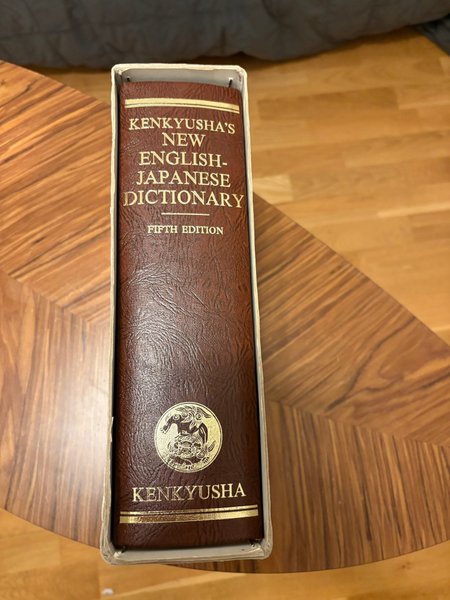 KENKYUSHA'S
NEW
ENGLISH-
JAPANESE
DICTIONARY
FIFTH EDITION
KENKYUSHA